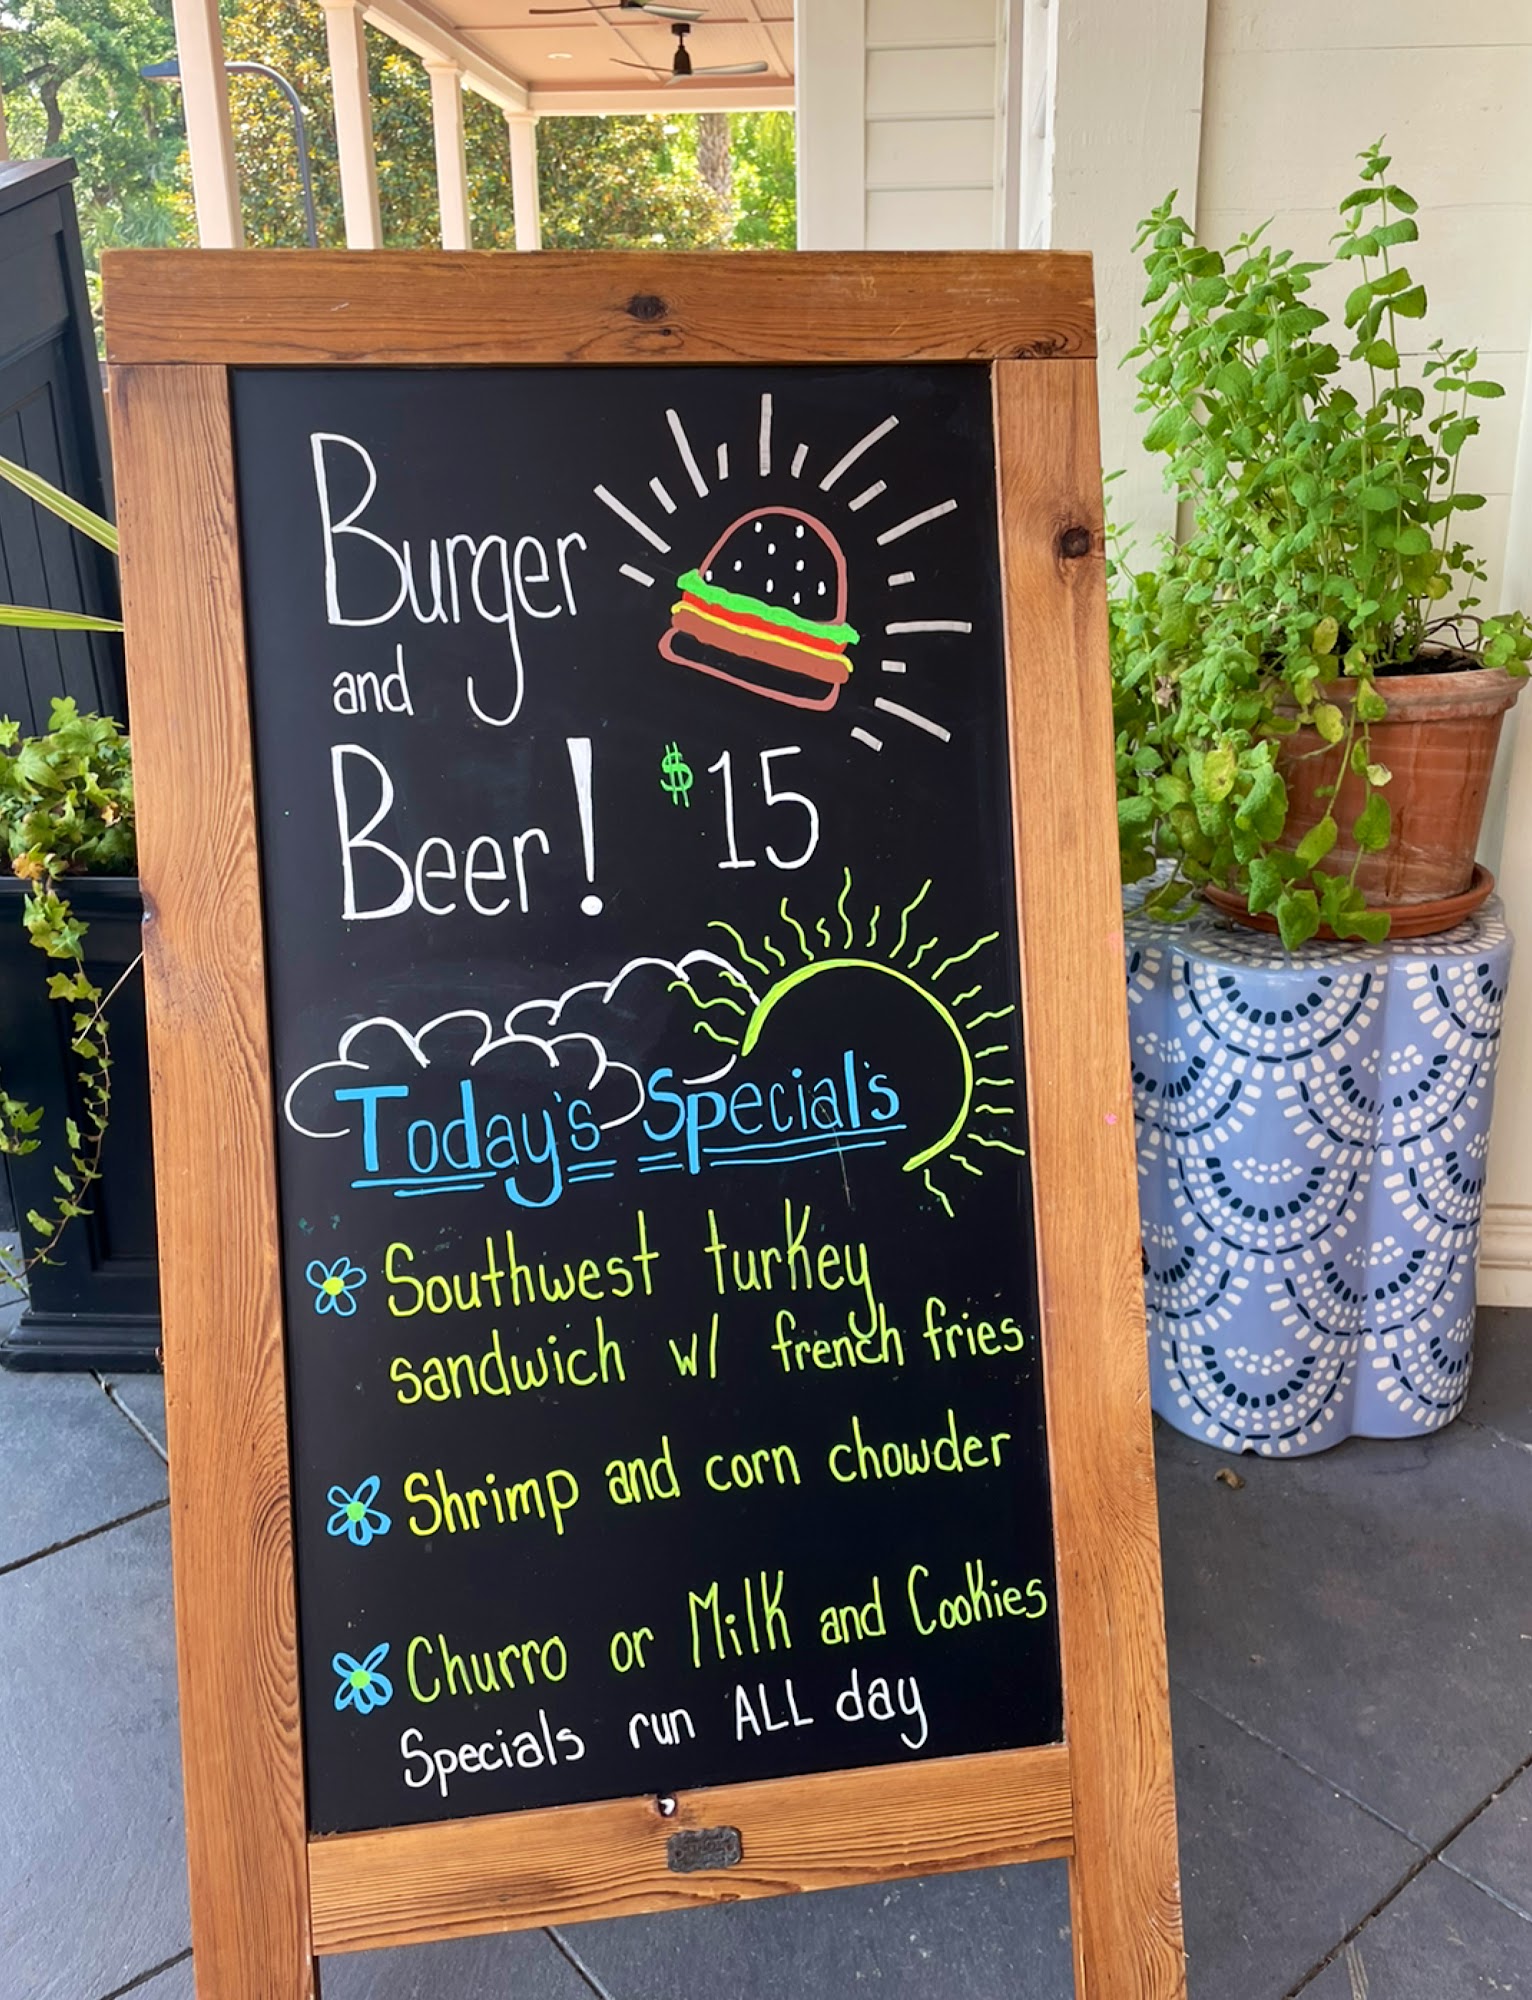 Burger
and
Beer! $15
Today's Special's
Southwest turkey
sandwich w/ french fries
Shrimp and corn chowder
Churro or Milk and Cookies
Specials run ALL day